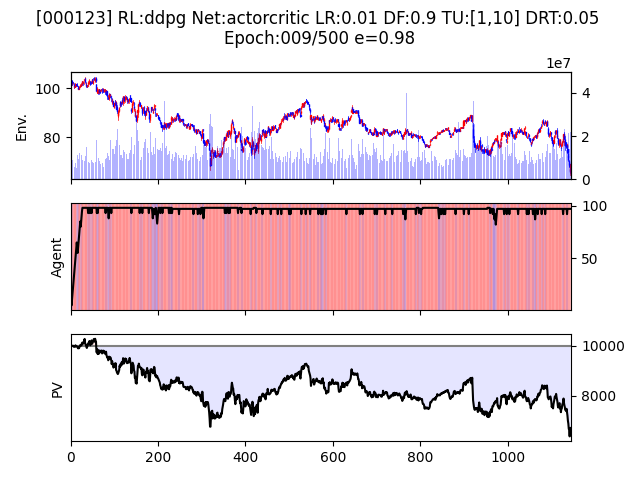 [000123] RL:ddpg Net:actorcritic LR:0.01 DF:0.9 TU:[1,10] DRT:0.05
Epoch:009/500 e=0.98
1e7
100
80
Env.
4
2
0
Agent
100
50
PV
10000
8000
0
200
400
600
800
1000